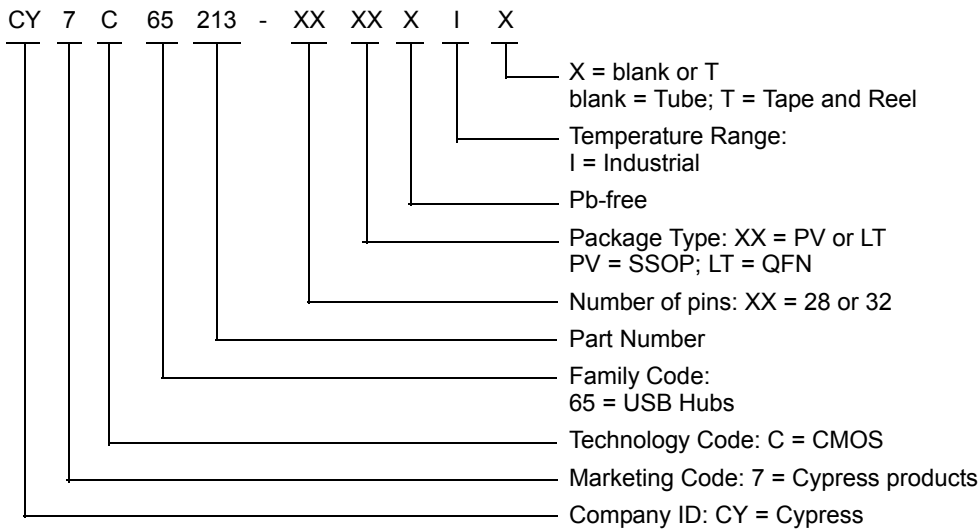 CY 7 C 65 213 - XX XX X I X
X = blank or T
blank = Tube; T = Tape and Reel
Temperature Range:
I = Industrial
Pb-free
Package Type: XX = PV or LT
PV = SSOP; LT = QFN
Number of pins: XX = 28 or 32
Part Number
Family Code:
65 = USB Hubs
Technology Code: C = CMOS
Marketing Code: 7 = Cypress products
Company ID: CY = Cypress